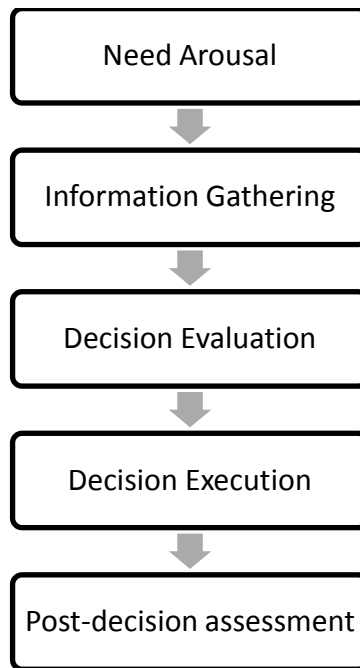 Need Arousal
Information Gathering
Decision Evaluation
Decision Execution
Post-decision assessment